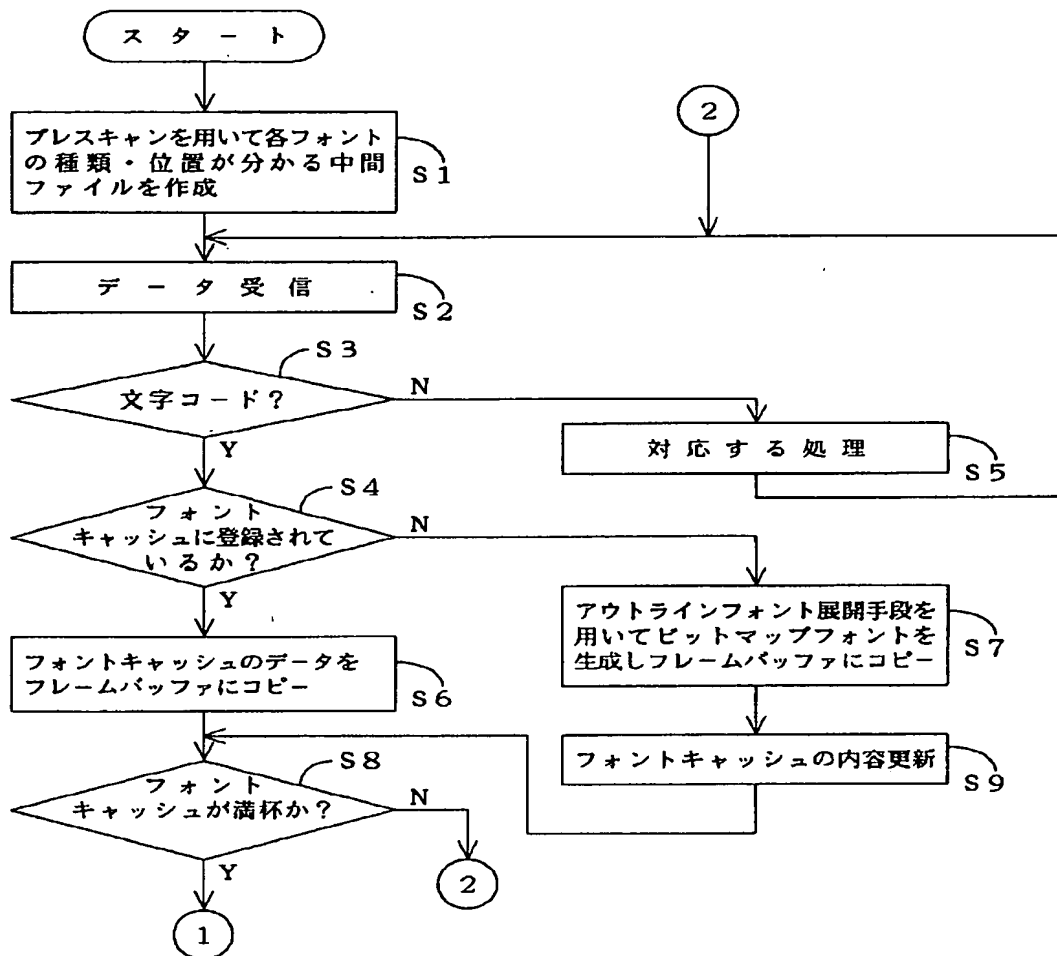 スタート
プレスキャンを用いて各フォント
の種類・位置が分かる中間
ファイルを作成
S1
2
データ受信
S2
S3
文字コード?
N
Y
対応する処理
S5
S4
フォント
キャッシュに登録されて
いるか?
N
Y
アウトラインフォント展開手段を
用いてビットマップフォントを
生成しフレームバッファにコピー
S7
フォントキャッシュのデータを
フレームバッファにコピー
S6
フォントキャッシュの内容更新
S9
S8
フォント
キャッシュが満杯か?
N
Y
2
1